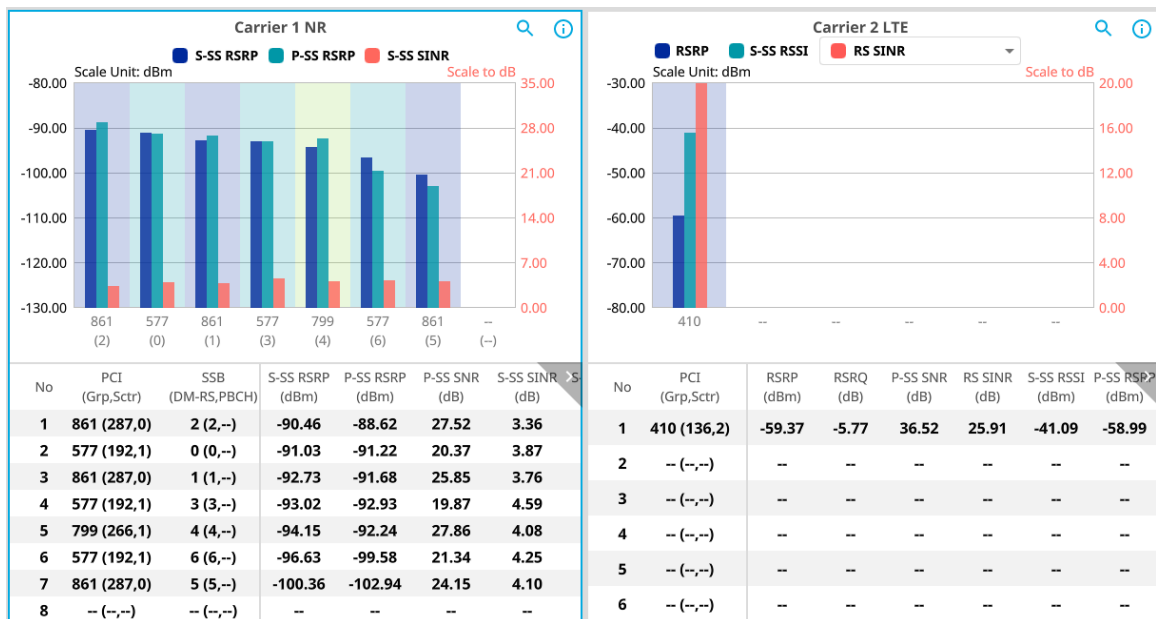 Carrier 1 NR
S-SS RSRP P-SS RSRP S-SS SINR
Scale Unit: dBm Scale to dB
-80.00 35.00
-90.00 28.00
-100.00 21.00
-110.00 14.00
-120.00 7.00
-130.00 0.00
861 577 861 577 799 577 861 --
(2) (0) (1) (3) (4) (6) (5) (--)
No PCI (Grp,Sctr) SSB (DM-RS,PBCH) S-SS RSRP (dBm) P-SS RSRP (dBm) P-SS SNR (dB) S-SS SINR (dB) S-
1 861 (287,0) 2 (2,--) -90.46 -88.62 27.52 3.36
2 577 (192,1) 0 (0,--) -91.03 -91.22 20.37 3.87
3 861 (287,0) 1 (1,--) -92.73 -91.68 25.85 3.76
4 577 (192,1) 3 (3,--) -93.02 -92.93 19.87 4.59
5 799 (266,1) 4 (4,--) -94.15 -92.24 27.86 4.08
6 577 (192,1) 6 (6,--) -96.63 -99.58 21.34 4.25
7 861 (287,0) 5 (5,--) -100.36 -102.94 24.15 4.10
8 -- (--,--) -- (--,--) -- -- -- --
Carrier 2 LTE
RSRP S-SS RSSI RS SINR
Scale Unit: dBm Scale to dB
-30.00 20.00
-40.00 16.00
-50.00 12.00
-60.00 8.00
-70.00 4.00
-80.00 0.00
410 -- -- -- -- --
No PCI (Grp,Sctr) RSRP (dBm) RSRQ (dB) P-SS SNR (dB) RS SINR (dB) S-SS RSSI (dBm) P-SS RSRP (dBm)
1 410 (136,2) -59.37 -5.77 36.52 25.91 -41.09 -58.99
2 -- (--,--) -- -- -- -- -- --
3 -- (--,--) -- -- -- -- -- --
4 -- (--,--) -- -- -- -- -- --
5 -- (--,--) -- -- -- -- -- --
6 -- (--,--) -- -- -- -- -- --